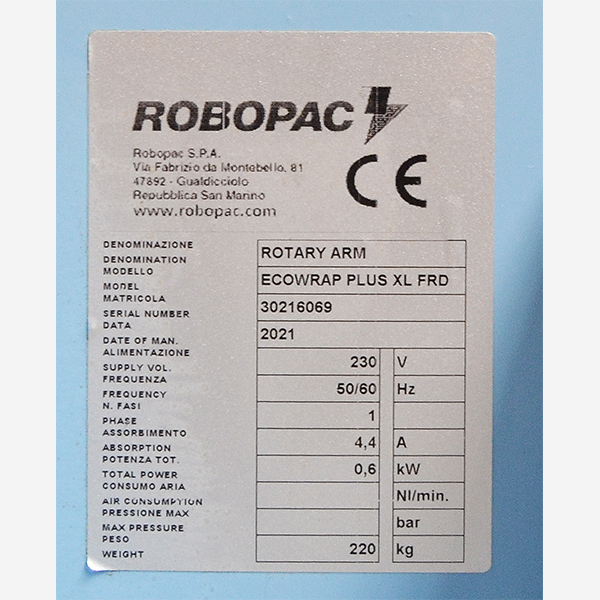 ROBOPAC
Robopac S.P.A.
Via Fabrizio da Montebello, 81
47892 - Gualdicciolo
Repubblica San Marino
www.robopac.com
CE
DENOMINAZIONE
DENOMINATION ROTARY ARM
MODELLO
MODEL ECOWRAP PLUS XL FRD
MATRICOLA
SERIAL NUMBER 30216069
DATA
DATE OF MAN. 2021
ALIMENTAZIONE
SUPPLY VOL. 230 V
FREQUENZA
FREQUENCY 50/60 Hz
N. FASI
PHASE 1
ASSORBIMENTO
ABSORPTION 4,4 A
POTENZA TOT.
TOTAL POWER 0,6 kW
CONSUMO ARIA
AIR CONSUMPTION Nl/min.
PRESSIONE MAX
MAX PRESSURE bar
PESO
WEIGHT 220 kg